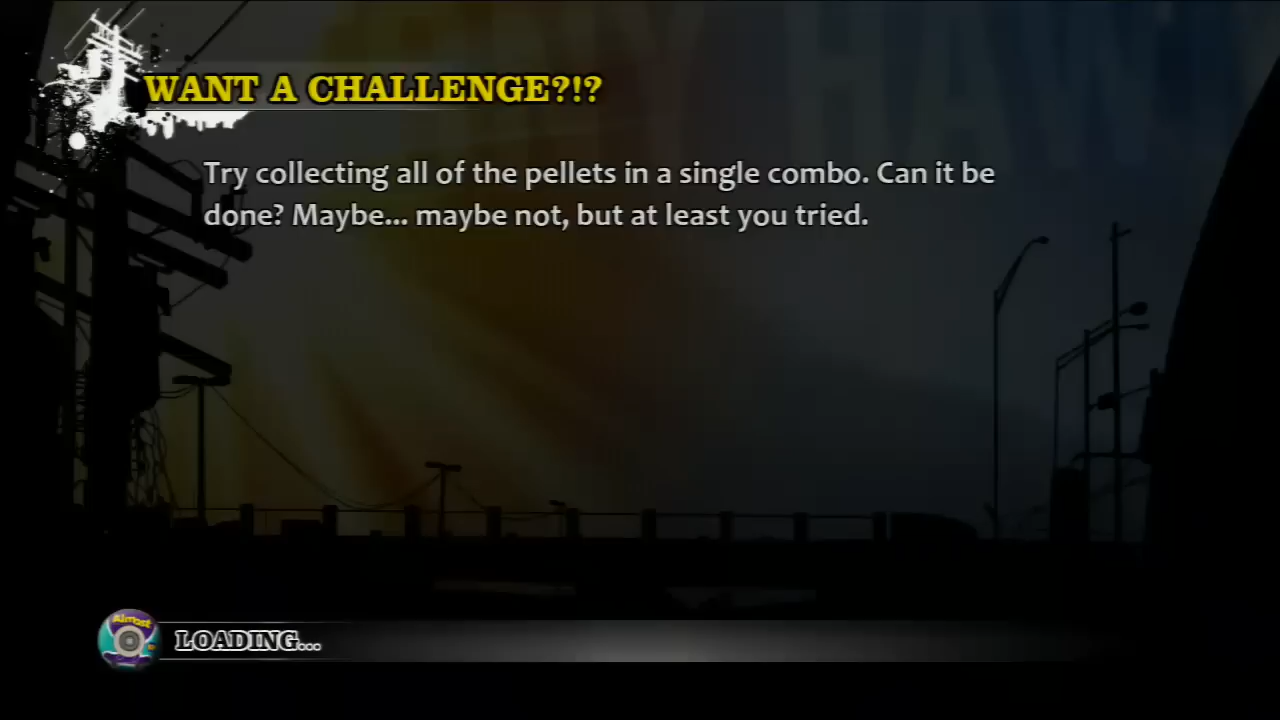 WANT A CHALLENGE?!?
Try collecting all of the pellets in a single combo. Can it be
done? Maybe... maybe not, but at least you tried.
Almost
LOADING...